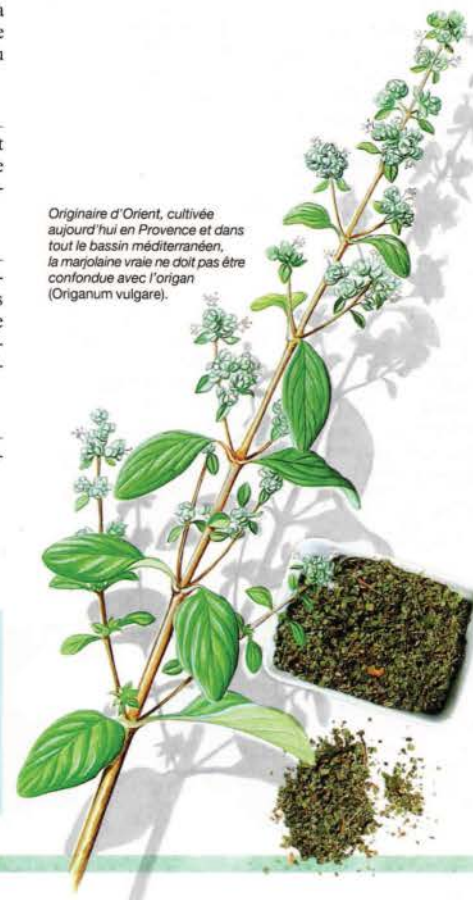 Originaire d'Orient, cultivée
aujourd'hui en Provence et dans
tout le bassin méditerranéen,
la marjolaine vraie ne doit pas être
confondue avec l'origan
(Origanum vulgare).